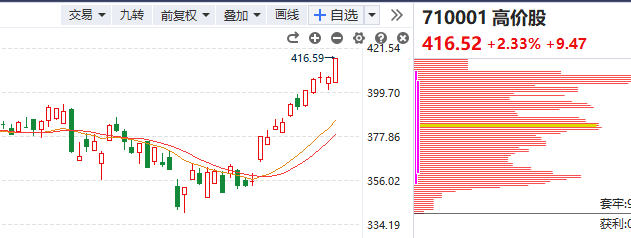 交易 九转 前复权 叠加 画线 +自选
710001 高价股
416.52 +2.33% +9.47
421.54
416.59
399.70
377.86
356.02
334.19
套牢:9
获利:0